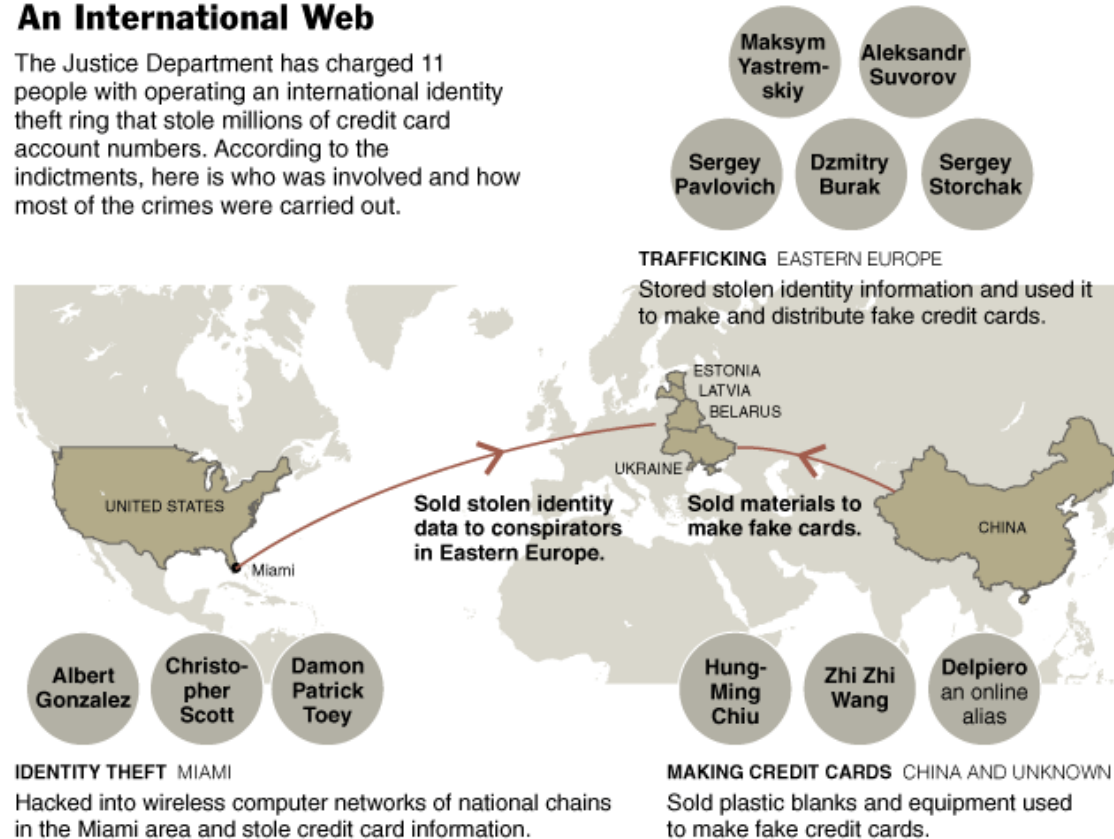 An International Web
The Justice Department has charged 11
people with operating an international identity
theft ring that stole millions of credit card
account numbers. According to the
indictments, here is who was involved and how
most of the crimes were carried out.
Maksym
Yastrem-
skiy
Aleksandr
Suvorov
Sergey
Pavlovich
Dzmitry
Burak
Sergey
Storchak
TRAFFICKING EASTERN EUROPE
Stored stolen identity information and used it
to make and distribute fake credit cards.
ESTONIA
LATVIA
BELARUS
UKRAINE
UNITED STATES
Miami
Sold stolen identity
data to conspirators
in Eastern Europe.
Sold materials to
make fake cards.
CHINA
Albert
Gonzalez
Christo-
pher
Scott
Damon
Patrick
Toey
IDENTITY THEFT MIAMI
Hacked into wireless computer networks of national chains
in the Miami area and stole credit card information.
Hung-
Ming
Chiu
Zhi Zhi
Wang
Delpiero
an online
alias
MAKING CREDIT CARDS CHINA AND UNKNOWN
Sold plastic blanks and equipment used
to make fake credit cards.